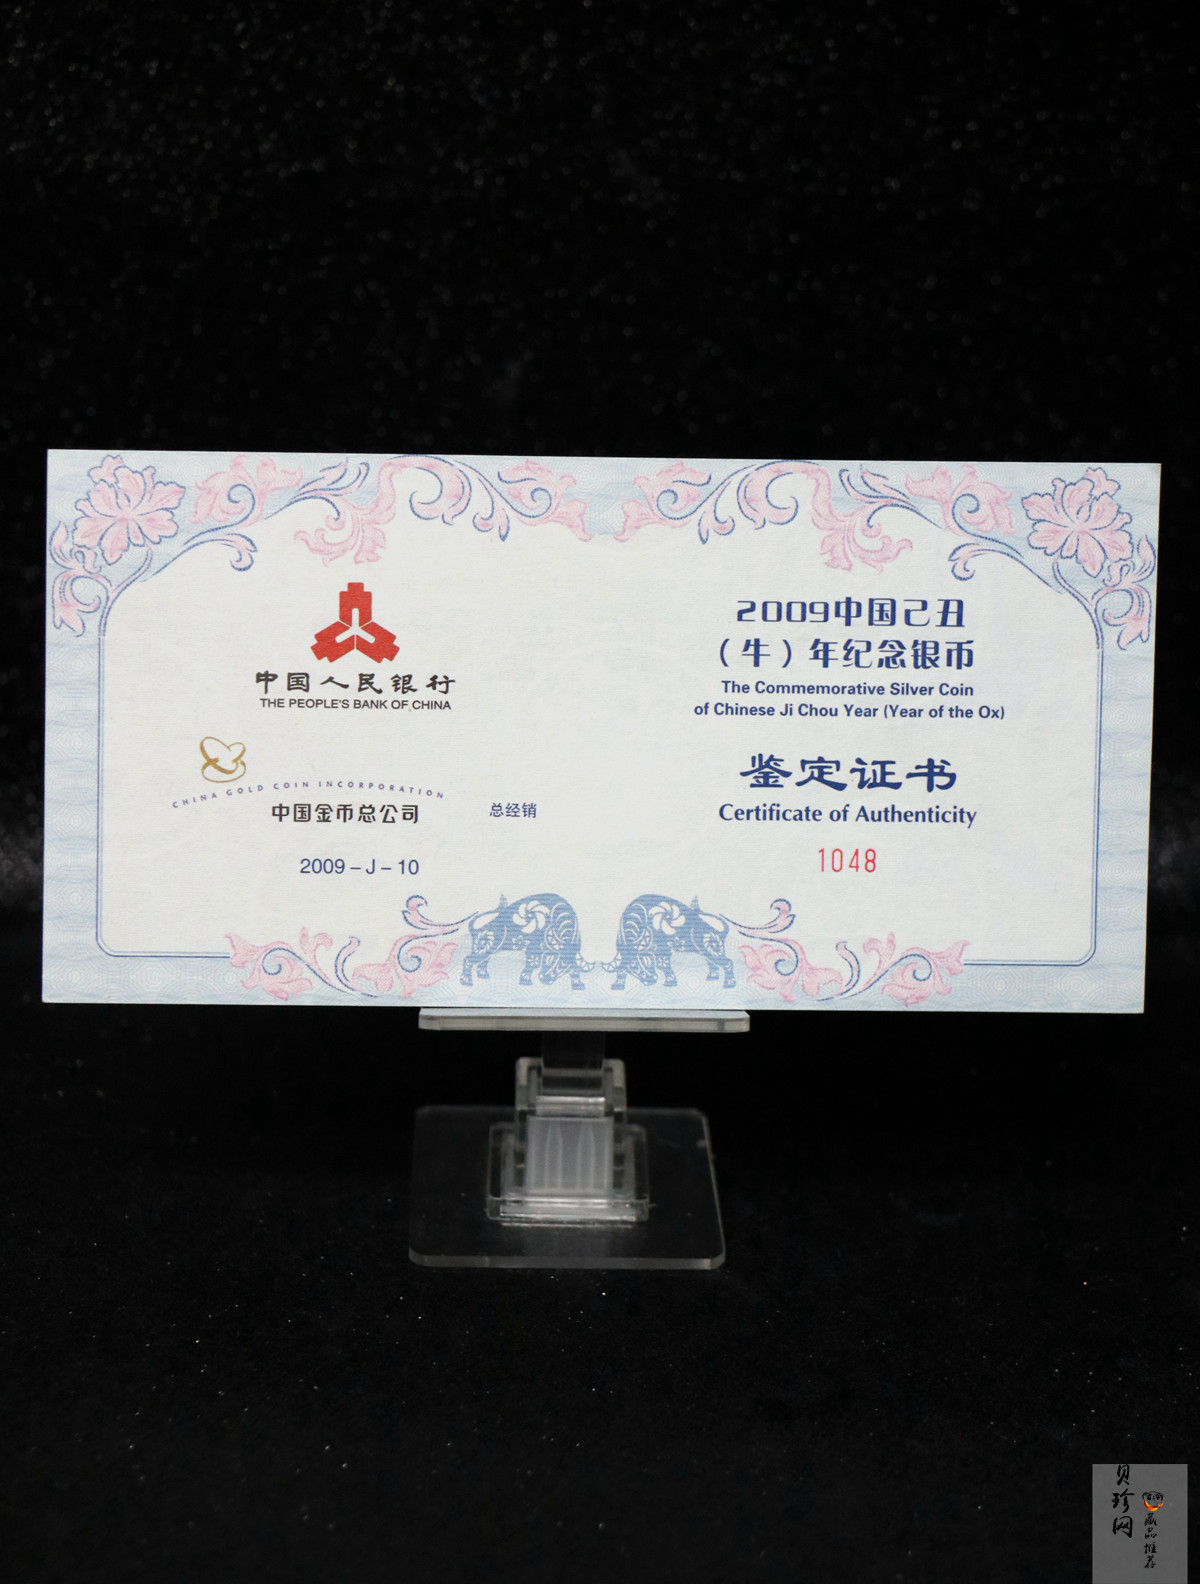 中国人民银行
THE PEOPLE'S BANK OF CHINA
CHINA GOLD COIN INCORPORATION
中国金币总公司
总经销
2009－J－10
2009中国己丑
（牛）年纪念银币
The Commemorative Silver Coin
of Chinese Ji Chou Year (Year of the Ox)
鉴定证书
Certificate of Authenticity
1048
贝珍网
藏品推荐